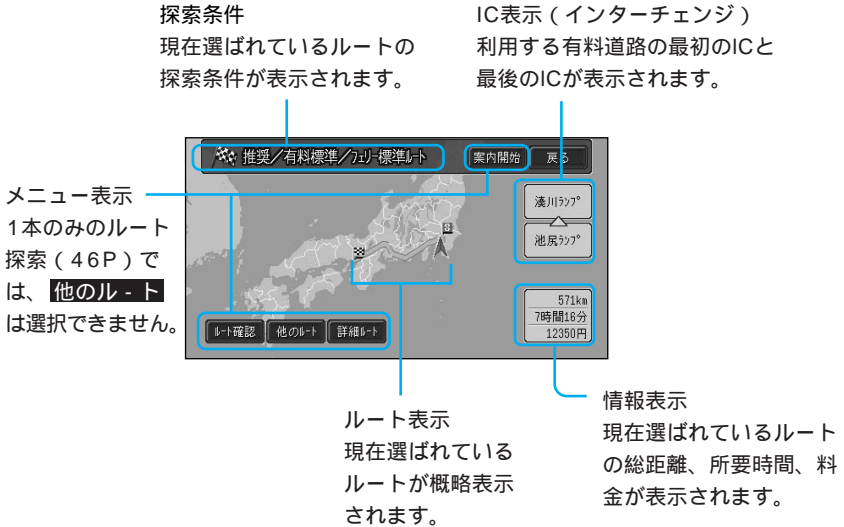 探索条件
現在選ばれているルートの
探索条件が表示されます。
IC表示（インターチェンジ）
利用する有料道路の最初のICと
最後のICが表示されます。
推奨／有料標準／フェリー標準ルート
案内開始
戻る
メニュー表示
1本のみのルート
探索（46P）で
は、 他のル-ト
は選択できません。
湊川ランプ
池尻ランプ
571km
7時間16分
12350円
ルート確認
他のルート
詳細ルート
ルート表示
現在選ばれている
ルートが概略表示
されます。
情報表示
現在選ばれているルート
の総距離、所要時間、料
金が表示されます。